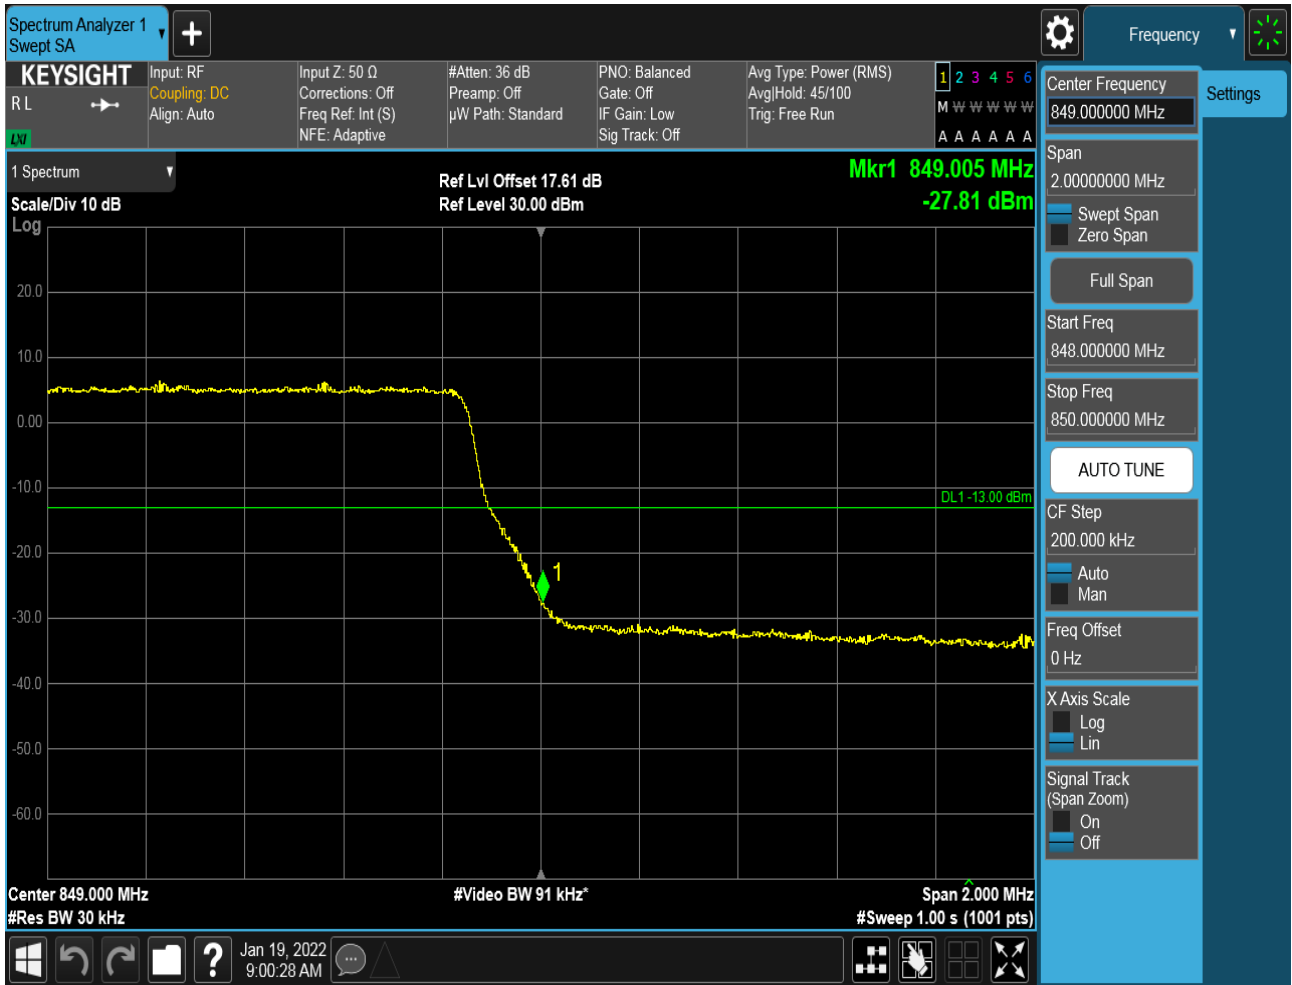 Spectrum Analyzer 1
Swept SA
Frequency
KEYSIGHT
R L
LXI
Input: RF
Coupling: DC
Align: Auto
Input Z: 50 Ω
Corrections: Off
Freq Ref: Int (S)
NFE: Adaptive
#Atten: 36 dB
Preamp: Off
µW Path: Standard
PNO: Balanced
Gate: Off
IF Gain: Low
Sig Track: Off
Avg Type: Power (RMS)
Avg|Hold: 45/100
Trig: Free Run
1 2 3 4 5 6
M W W W W W
A A A A A A
1 Spectrum
Scale/Div 10 dB
Log
Ref Lvl Offset 17.61 dB
Ref Level 30.00 dBm
Mkr1 849.005 MHz
-27.81 dBm
20.0
10.0
0.00
-10.0
-20.0
-30.0
-40.0
-50.0
-60.0
DL1 -13.00 dBm
1
Center 849.000 MHz
#Res BW 30 kHz
#Video BW 91 kHz*
Span 2.000 MHz
#Sweep 1.00 s (1001 pts)
Jan 19, 2022
9:00:28 AM
Center Frequency
849.000000 MHz
Settings
Span
2.00000000 MHz
Swept Span
Zero Span
Full Span
Start Freq
848.000000 MHz
Stop Freq
850.000000 MHz
AUTO TUNE
CF Step
200.000 kHz
Auto
Man
Freq Offset
0 Hz
X Axis Scale
Log
Lin
Signal Track
(Span Zoom)
On
Off